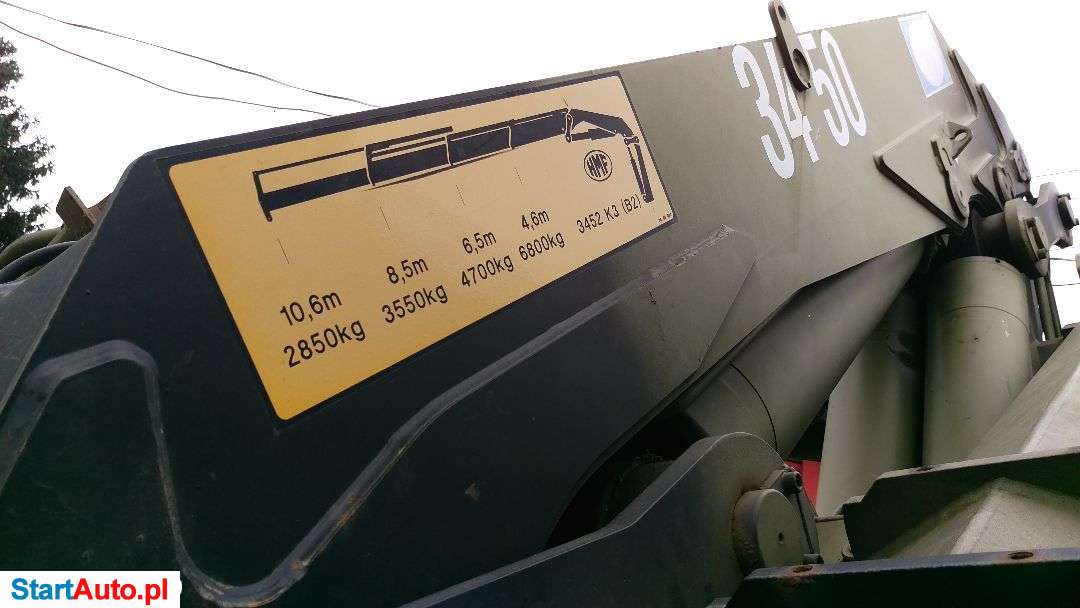 3450
HMF
10,6m 8,5m 6,5m 4,6m 3452 K3 (B2)
2850kg 3550kg 4700kg 6800kg
StartAuto.pl